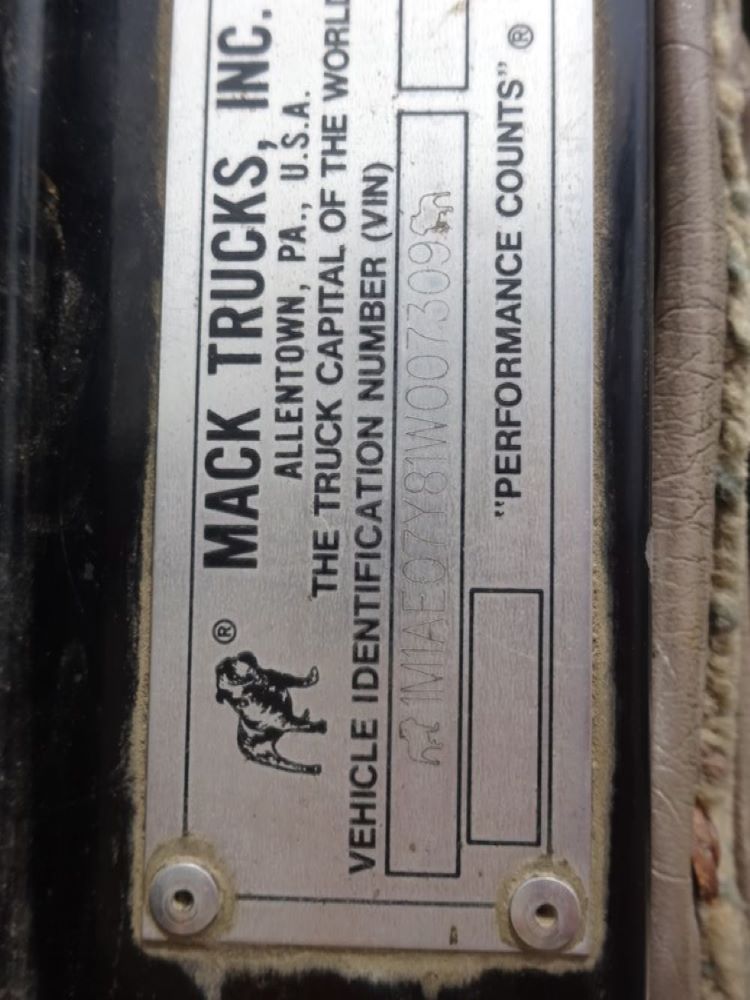 MACK TRUCKS, INC.
ALLENTOWN, PA., U.S.A.
THE TRUCK CAPITAL OF THE WORLD
VEHICLE IDENTIFICATION NUMBER (VIN)
1M1AE07Y81W007309
"PERFORMANCE COUNTS" ®
®